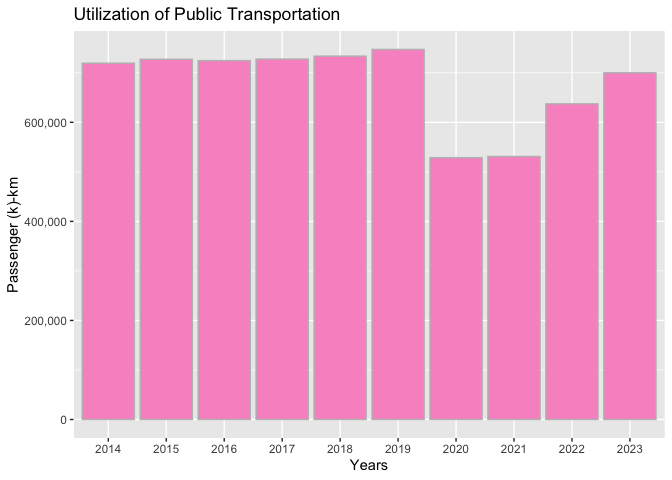 Utilization of Public Transportation
Passenger (k)-km
600,000
400,000
200,000
0
2014 2015 2016 2017 2018 2019 2020 2021 2022 2023
Years